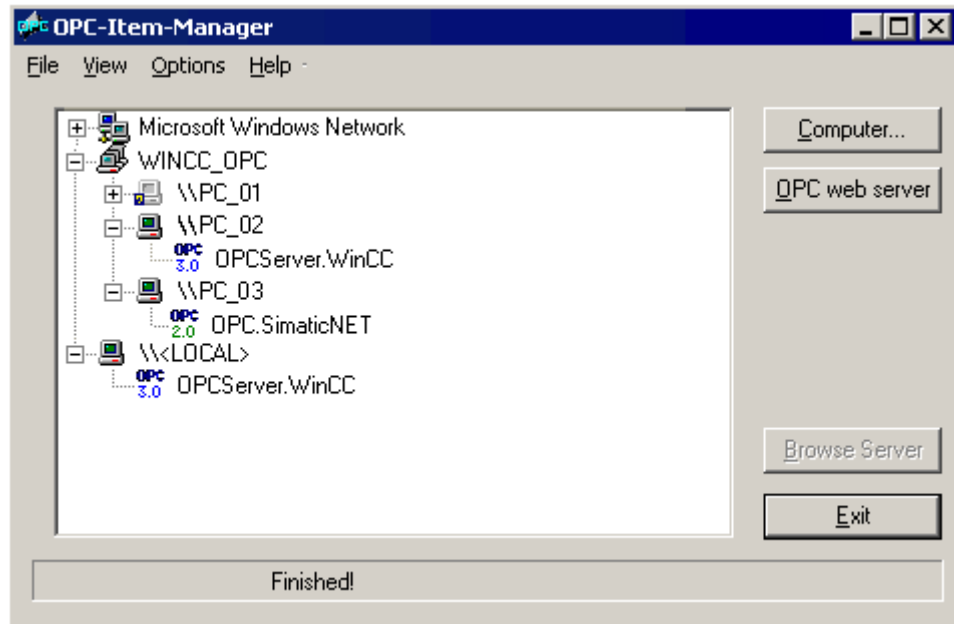 OPC OPC-Item-Manager
File View Options Help
Microsoft Windows Network
Computer...
WINCC_OPC
\\PC_01
OPC web server
\\PC_02
OPC 3.0 OPCServer.WinCC
\\PC_03
OPC 2.0 OPC.SimaticNET
\\<LOCAL>
OPC 3.0 OPCServer.WinCC
Browse Server
Exit
Finished!